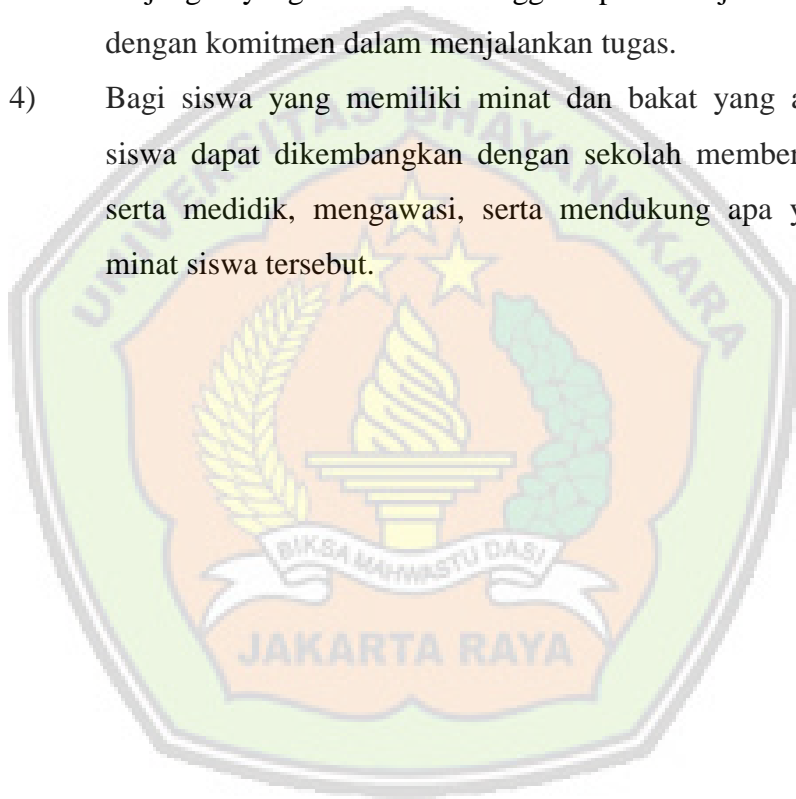 dengan komitmen dalam menjalankan tugas.
4) Bagi siswa yang memiliki minat dan bakat yang
siswa dapat dikembangkan dengan sekolah
serta medidik, mengawasi, serta mendukung apa
minat siswa tersebut.
UNIVERSITAS BHAYANGKARA
BIKSA MAHWASTU DASI
JAKARTA RAYA